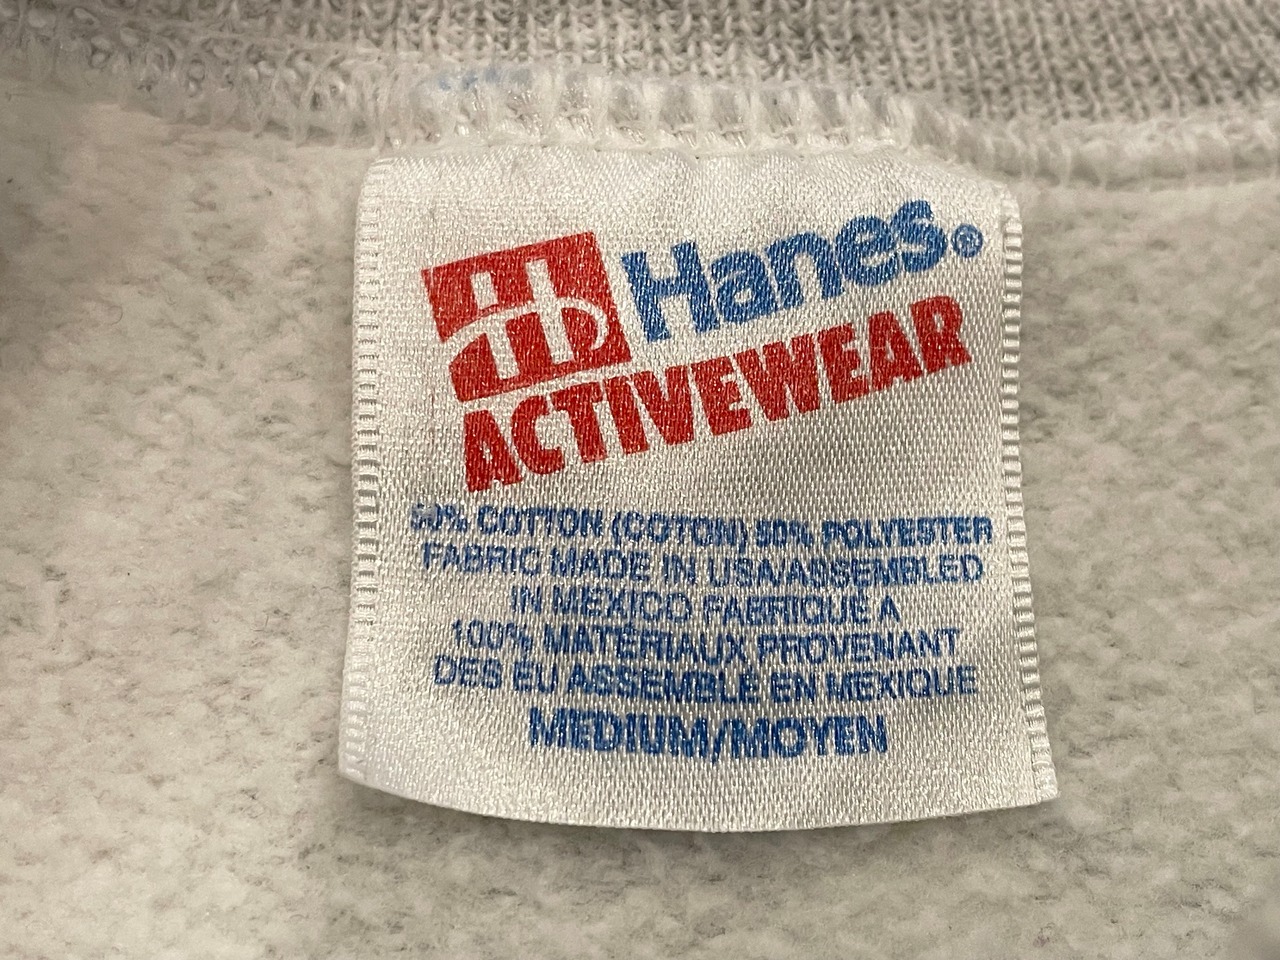 Hb Hanes®
ACTIVEWEAR
50% COTTON (COTON) 50% POLYESTER
FABRIC MADE IN USA/ASSEMBLED
IN MEXICO FABRIQUÉ A
100% MATÉRIAUX PROVENANT
DES EU ASSEMBLÉ EN MEXIQUE
MEDIUM/MOYEN